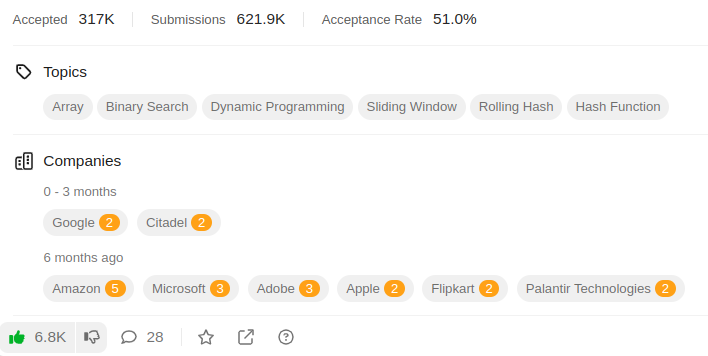 Accepted 317K Submissions 621.9K Acceptance Rate 51.0%
Topics
Array Binary Search Dynamic Programming Sliding Window Rolling Hash Hash Function
Companies
0 - 3 months
Google 2 Citadel 2
6 months ago
Amazon 5 Microsoft 3 Adobe 3 Apple 2 Flipkart 2 Palantir Technologies 2
6.8K 28